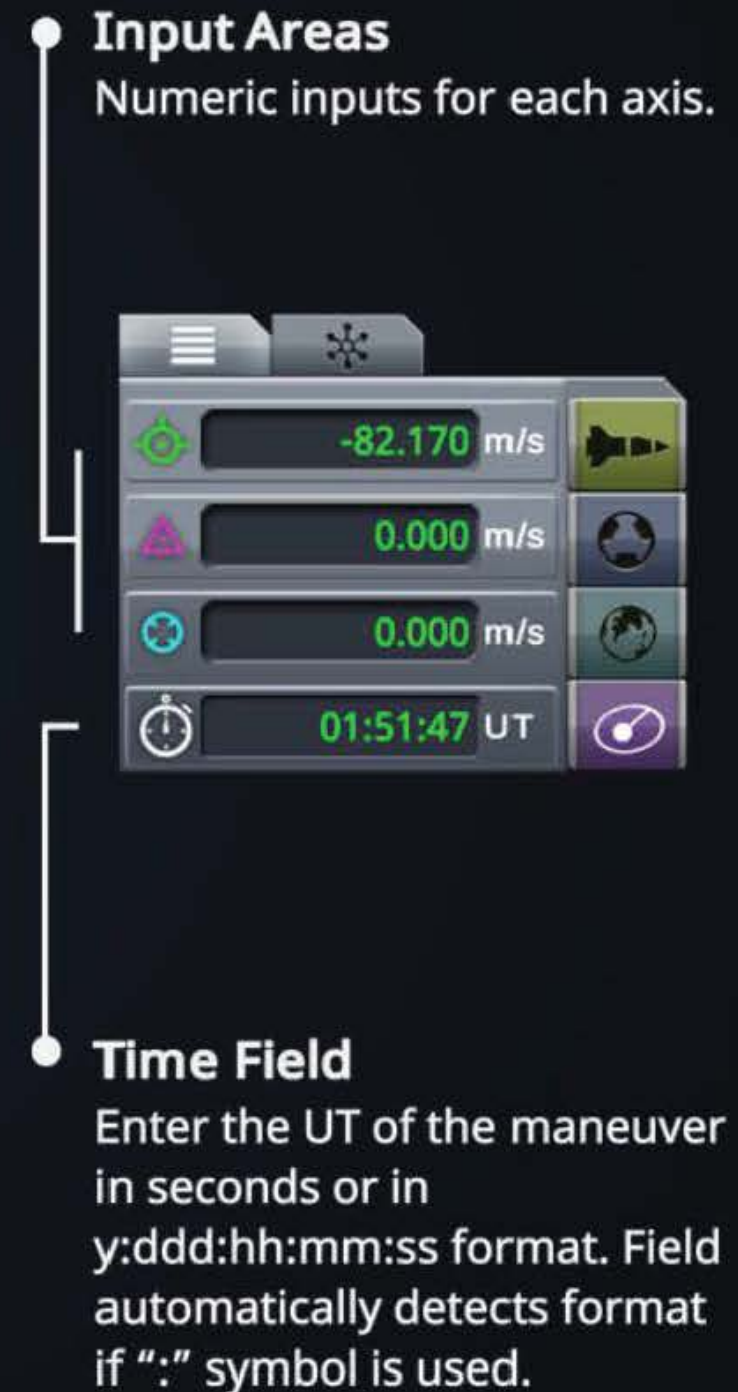 Input Areas
Numeric inputs for each axis.
-82.170 m/s
0.000 m/s
0.000 m/s
01:51:47 UT
Time Field
Enter the UT of the maneuver
in seconds or in
y:ddd:hh:mm:ss format. Field
automatically detects format
if “:” symbol is used.